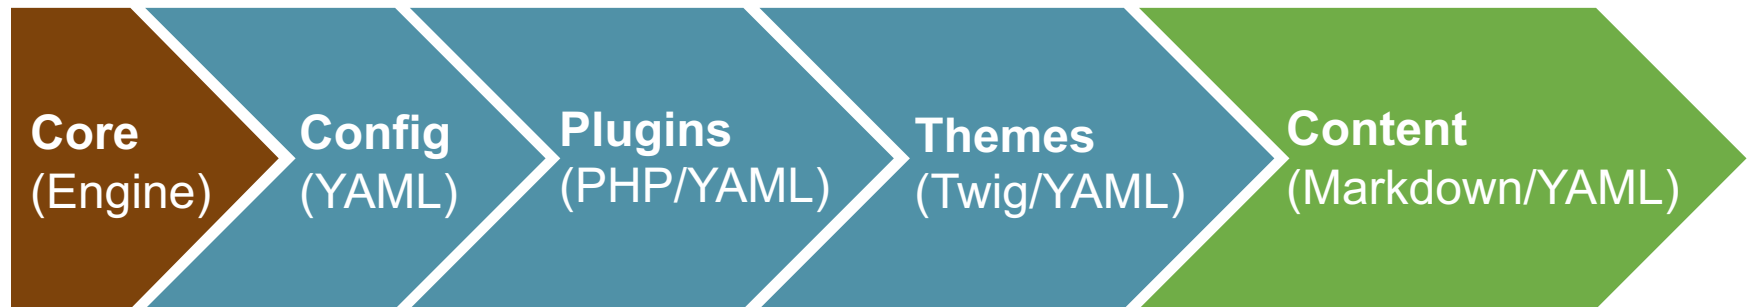 Core
(Engine)
Config
(YAML)
Plugins
(PHP/YAML)
Themes
(Twig/YAML)
Content
(Markdown/YAML)